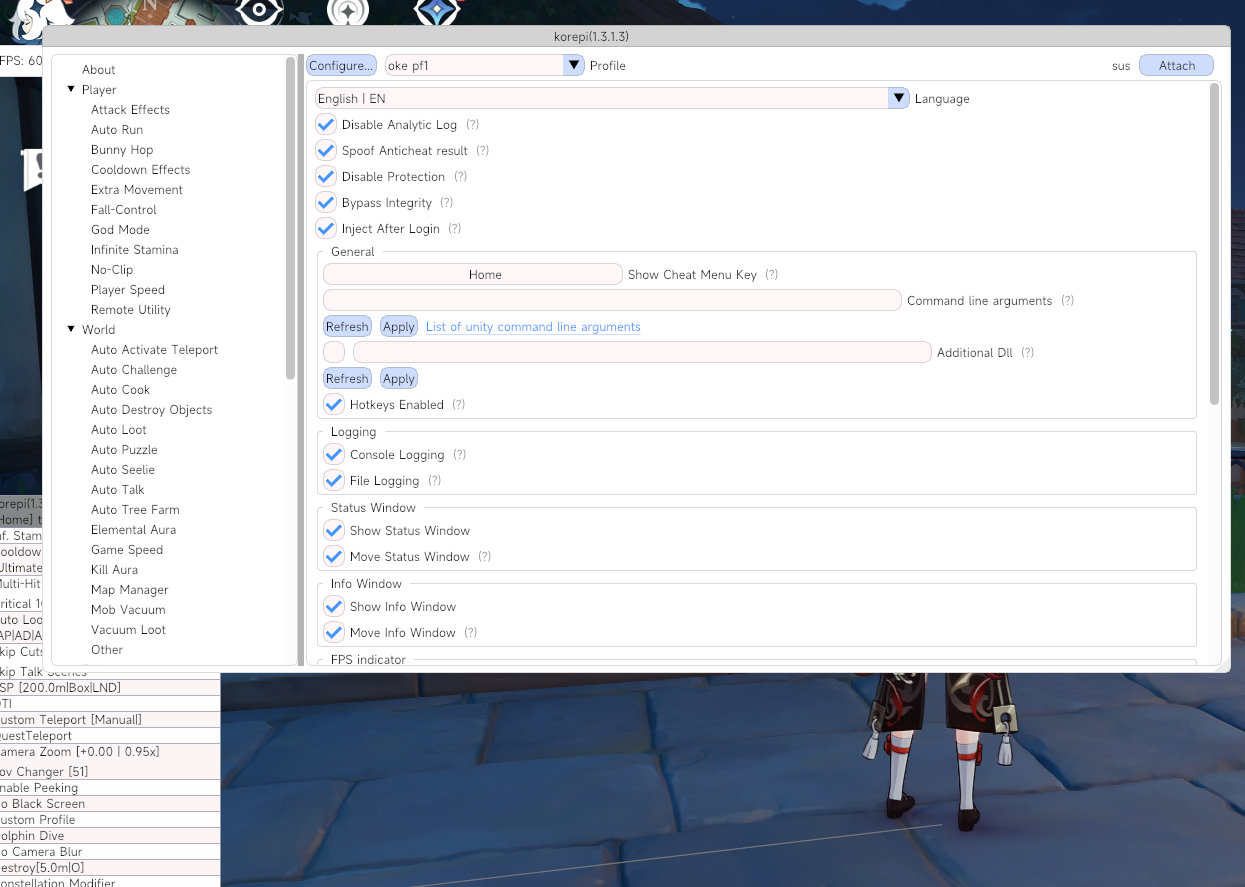 korepi(1.3.1.3)
FPS: 60
About
Player
Attack Effects
Auto Run
Bunny Hop
Cooldown Effects
Extra Movement
Fall-Control
God Mode
Infinite Stamina
No-Clip
Player Speed
Remote Utility
World
Auto Activate Teleport
Auto Challenge
Auto Cook
Auto Destroy Objects
Auto Loot
Auto Puzzle
Auto Seelie
Auto Talk
Auto Tree Farm
Elemental Aura
Game Speed
Kill Aura
Map Manager
Mob Vacuum
Vacuum Loot
Other
Configure... oke pf1 Profile sus Attach
English | EN Language
Disable Analytic Log (?)
Spoof Anticheat result (?)
Disable Protection (?)
Bypass Integrity (?)
Inject After Login (?)
General
Home Show Cheat Menu Key (?)
Command line arguments (?)
Refresh Apply List of unity command line arguments
Additional Dll (?)
Refresh Apply
Hotkeys Enabled (?)
Logging
Console Logging (?)
File Logging (?)
Status Window
Show Status Window
Move Status Window (?)
Info Window
Show Info Window
Move Info Window (?)
FPS indicator
orepi(1.3
Home] t
nf. Stam
ooldow
Ultimate
Multi-Hit
ritical 1
uto Loo
AP|AD|A
kip Cuts
kip Talk Scenes
SP [200.0m|Box|LND]
OTI
ustom Teleport [Manual|]
QuestTeleport
amera Zoom [+0.00 | 0.95x]
ov Changer [51]
nable Peeking
o Black Screen
ustom Profile
olphin Dive
o Camera Blur
estroy[5.0m|O]
onstellation Modifier